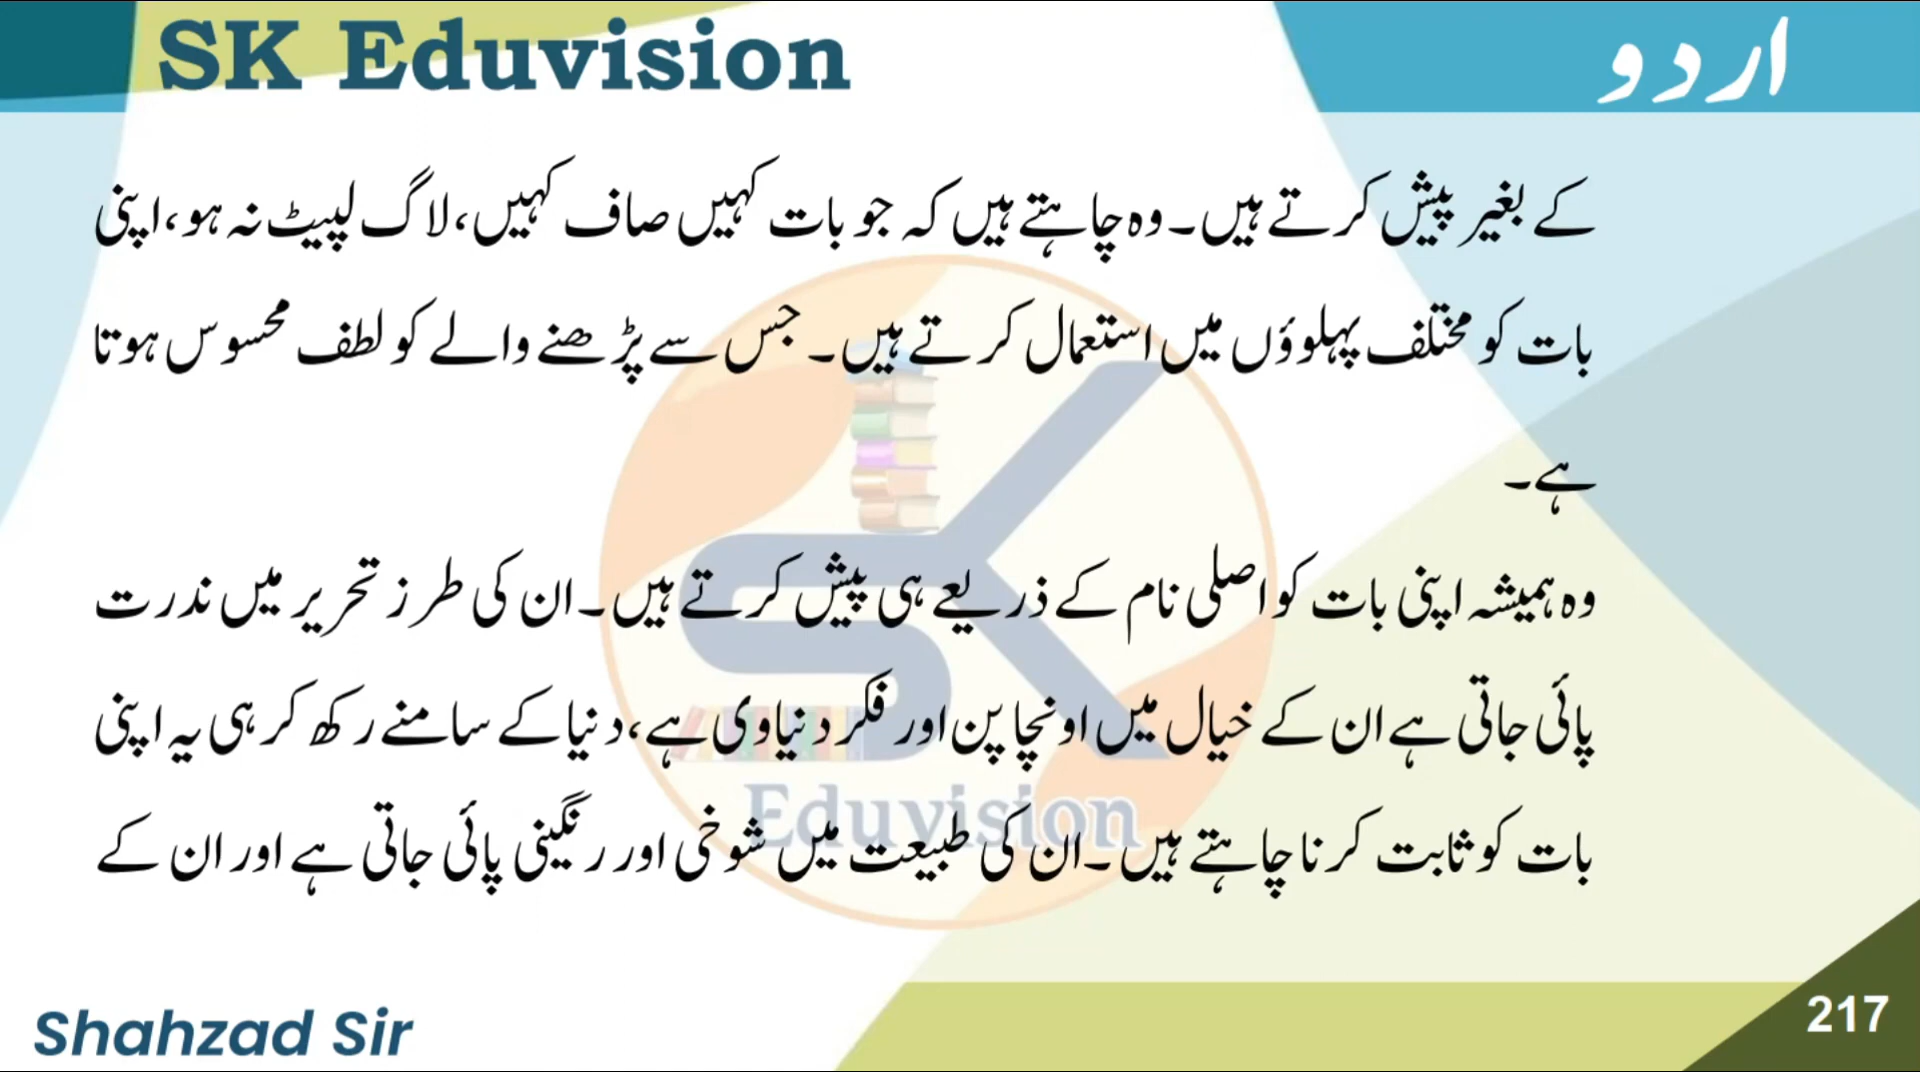 SK Eduvision
اردو
کے بغیر پیش کرتے ہیں۔ وہ چاہتے ہیں کہ جو بات کہیں صاف کہیں، لاگ لپیٹ نہ ہو، اپنی
بات کو مختلف پہلوؤں میں استعمال کرتے ہیں۔ جس سے پڑھنے والے کو لطف محسوس ہوتا
ہے۔
وہ ہمیشہ اپنی بات کو اصلی نام کے ذریعے ہی پیش کرتے ہیں۔ ان کی طرز تحریر میں ندرت
پائی جاتی ہے ان کے خیال میں اونچا پن اور فکر دنیاوی ہے، دنیا کے سامنے رکھ کر ہی یہ اپنی
بات کو ثابت کرنا چاہتے ہیں۔ ان کی طبیعت میں شوخی اور رنگینی پائی جاتی ہے اور ان کے
SK
Eduvision
Shahzad Sir
217